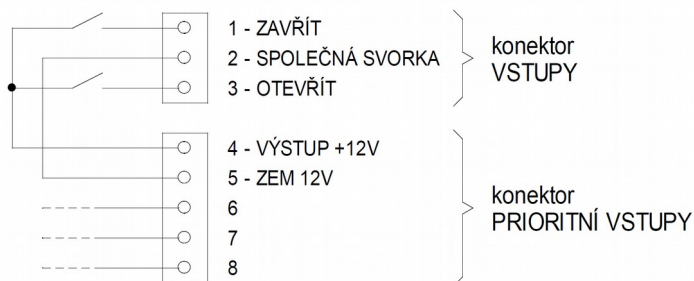 1 - ZAVŘÍT
2 - SPOLEČNÁ SVORKA
3 - OTEVŘÍT
konektor
VSTUPY
4 - VÝSTUP +12V
5 - ZEM 12V
6
7
8
konektor
PRIORITNÍ VSTUPY